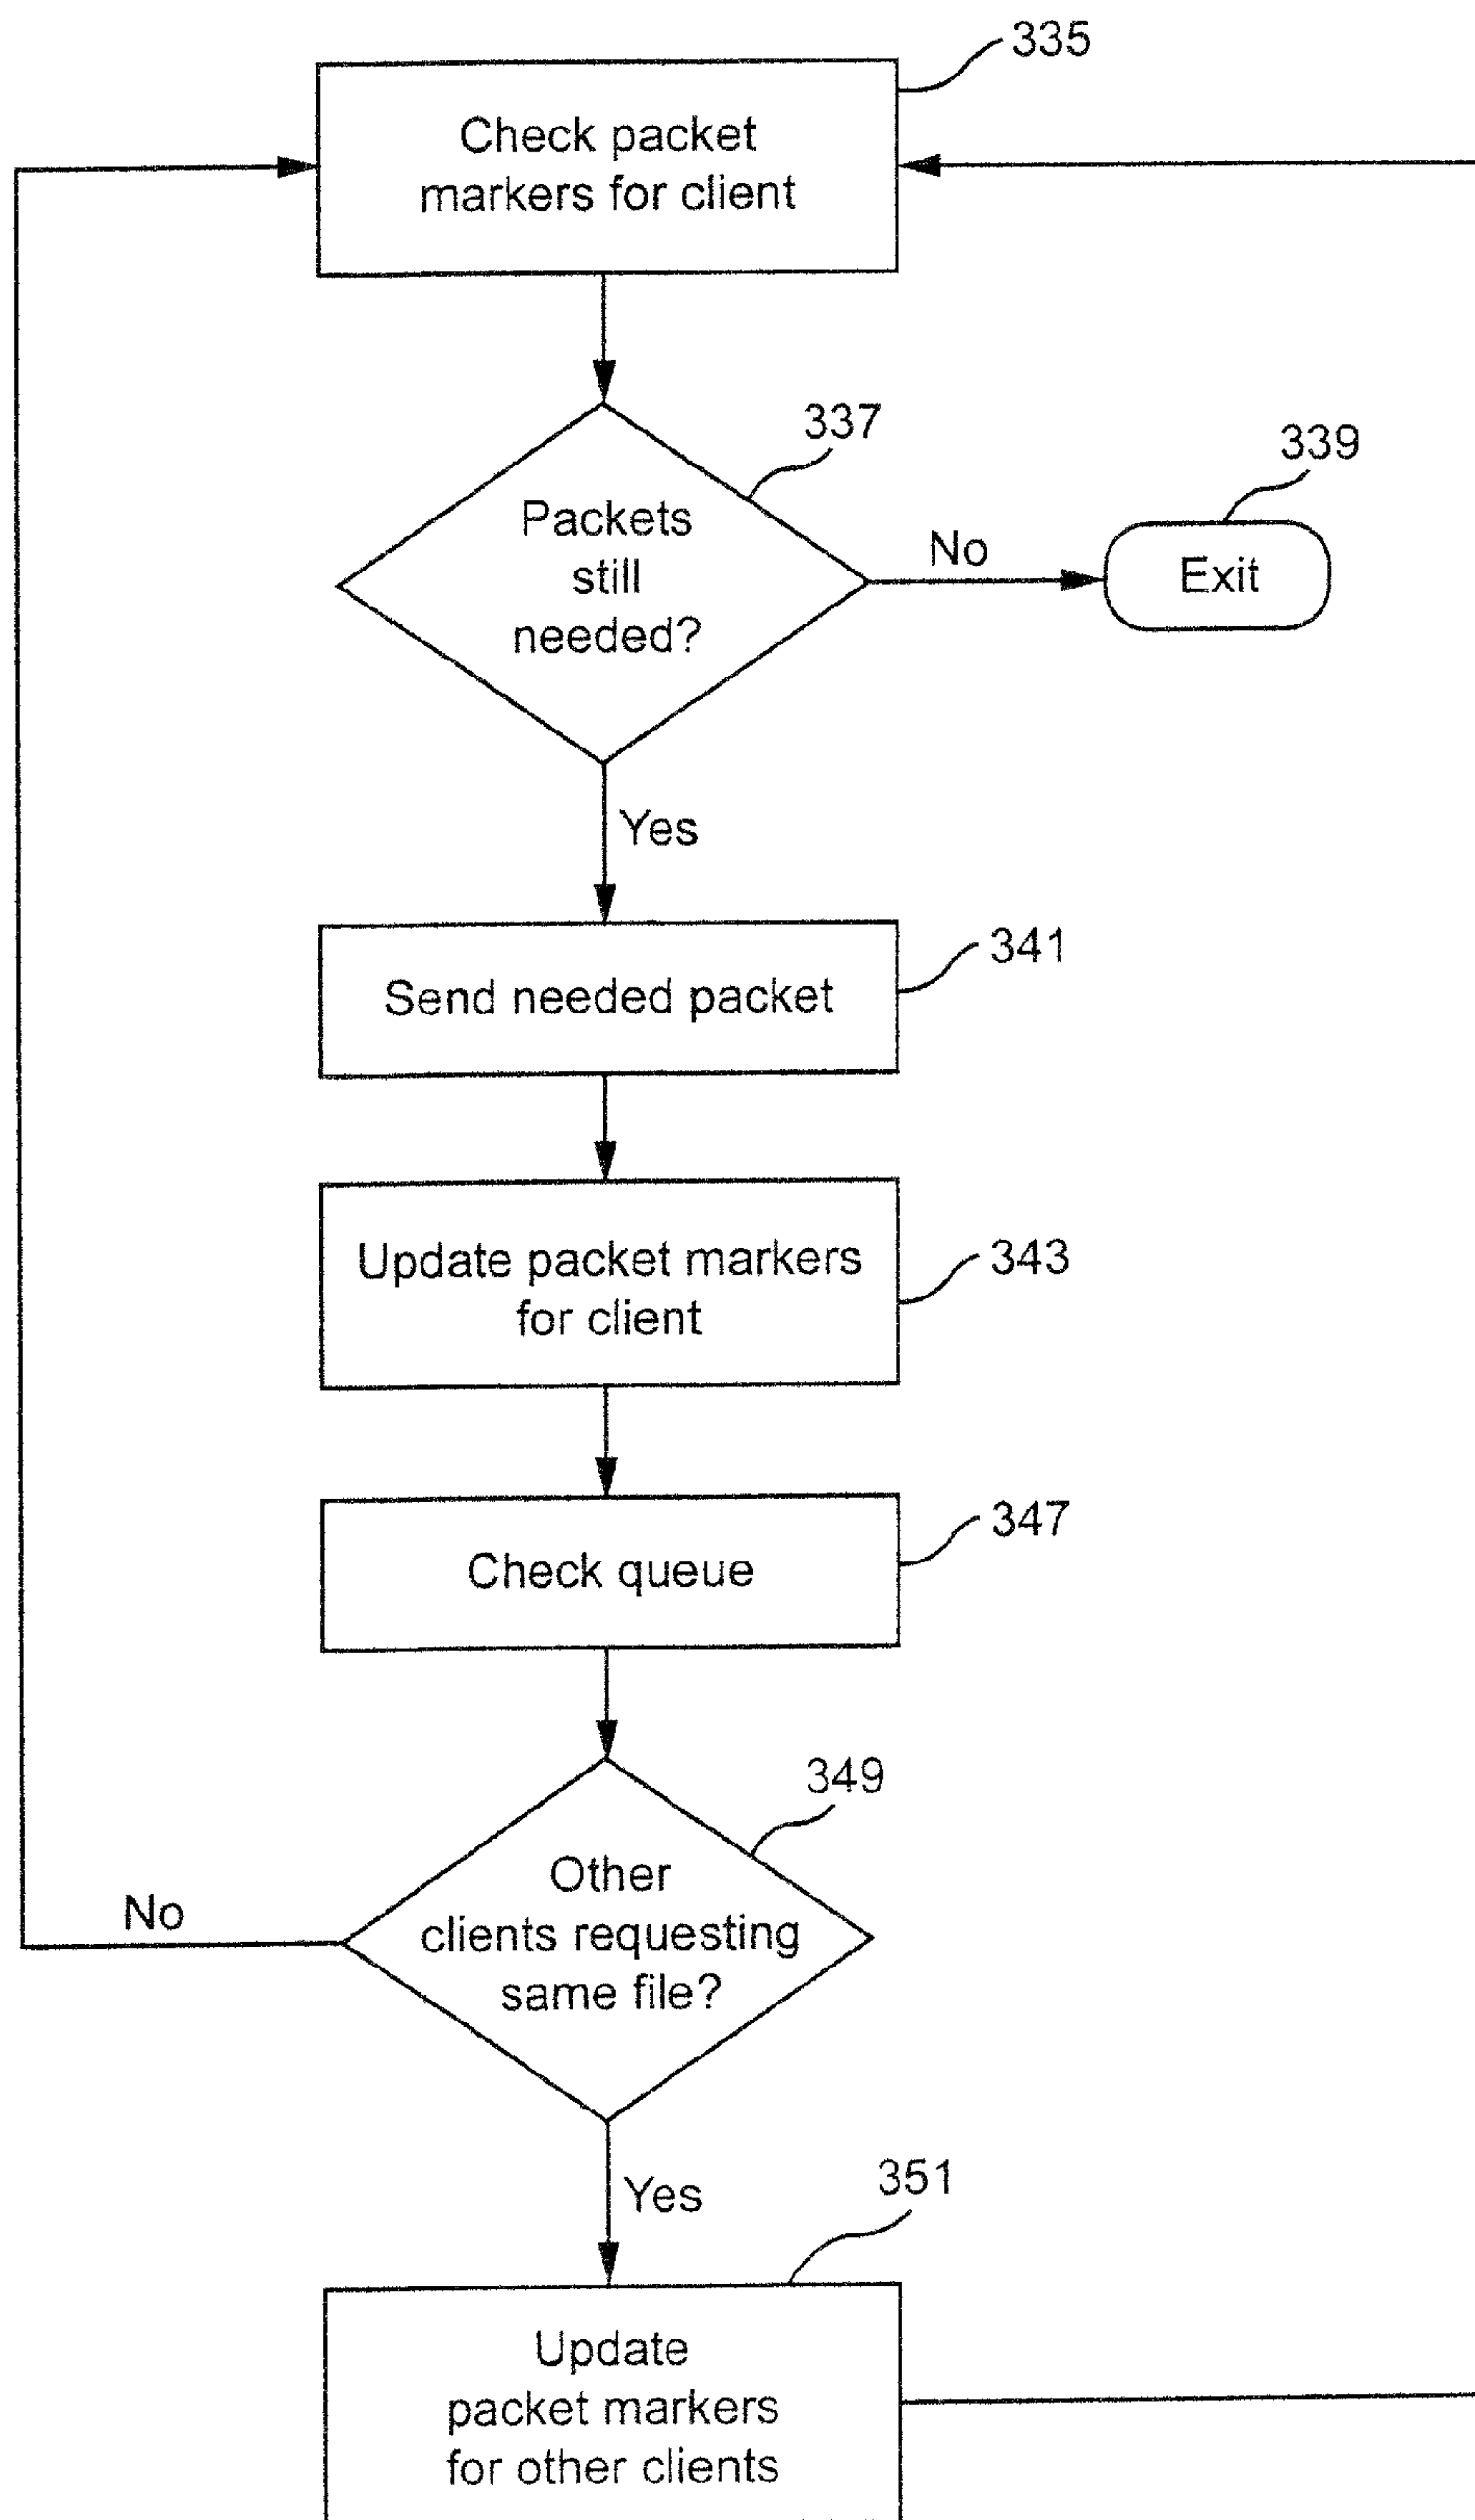 335
Check packet
markers for client
337
Packets
still
needed?
No
339
Exit
Yes
341
Send needed packet
343
Update packet markers
for client
347
Check queue
349
Other
clients requesting
same file?
No
Yes
351
Update
packet markers
for other clients